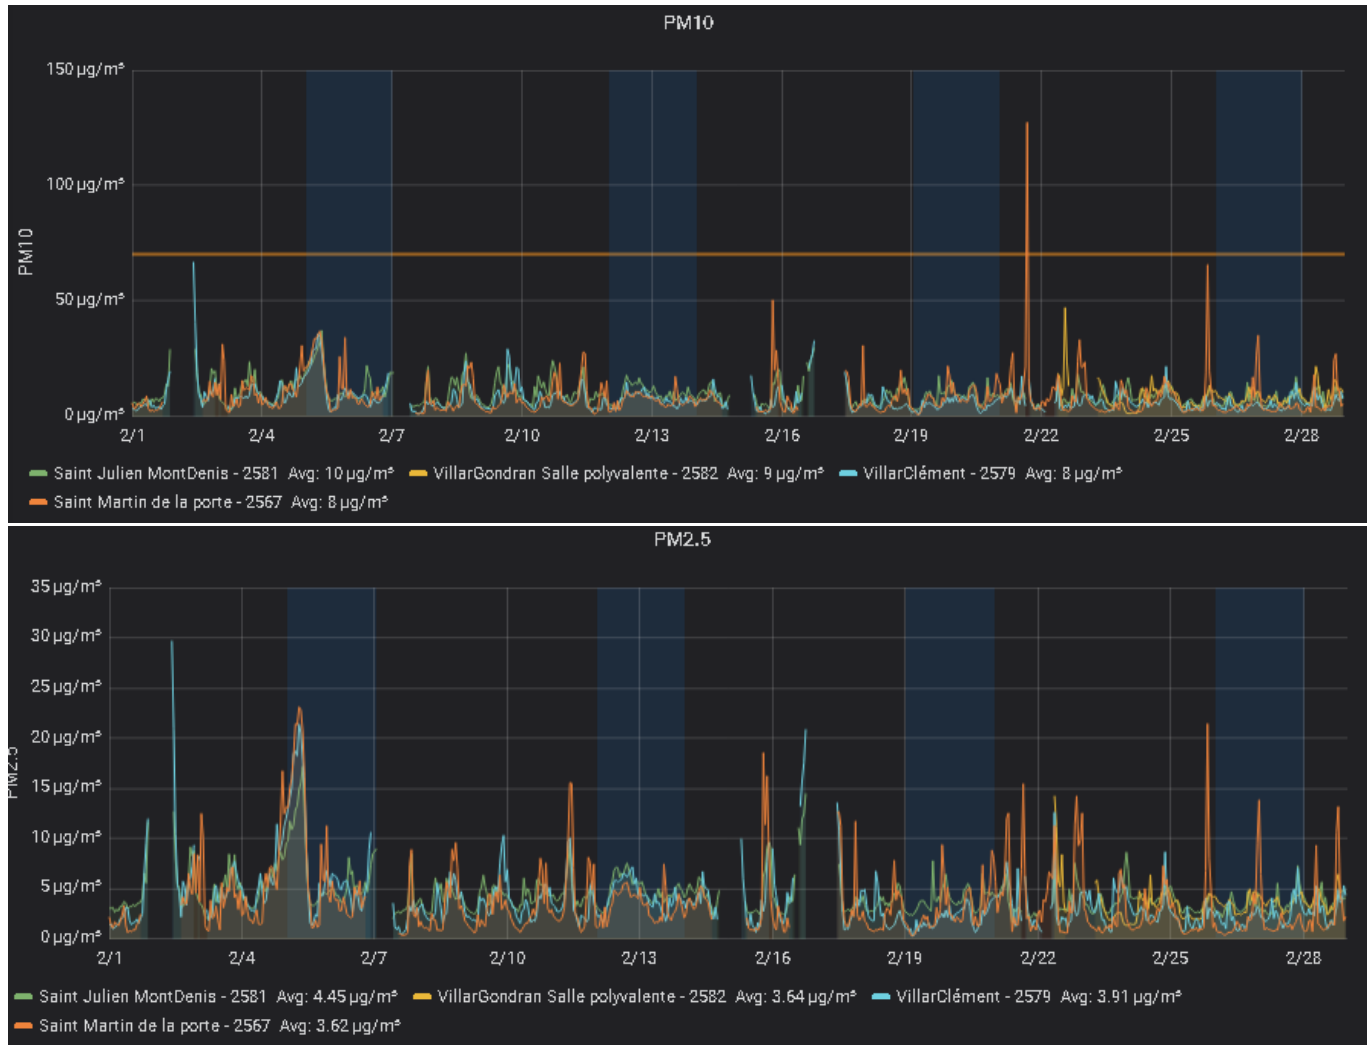 PM10
150 µg/m³
100 µg/m³
50 µg/m³
0 µg/m³
PM10
2/1 2/4 2/7 2/10 2/13 2/16 2/19 2/22 2/25 2/28
Saint Julien MontDenis - 2581 Avg: 10 µg/m³ VillarGondran Salle polyvalente - 2582 Avg: 9 µg/m³ VillarClément - 2579 Avg: 8 µg/m³
Saint Martin de la porte - 2567 Avg: 8 µg/m³
PM2.5
35 µg/m³
30 µg/m³
25 µg/m³
20 µg/m³
15 µg/m³
10 µg/m³
5 µg/m³
0 µg/m³
PM2.5
2/1 2/4 2/7 2/10 2/13 2/16 2/19 2/22 2/25 2/28
Saint Julien MontDenis - 2581 Avg: 4.45 µg/m³ VillarGondran Salle polyvalente - 2582 Avg: 3.64 µg/m³ VillarClément - 2579 Avg: 3.91 µg/m³
Saint Martin de la porte - 2567 Avg: 3.62 µg/m³